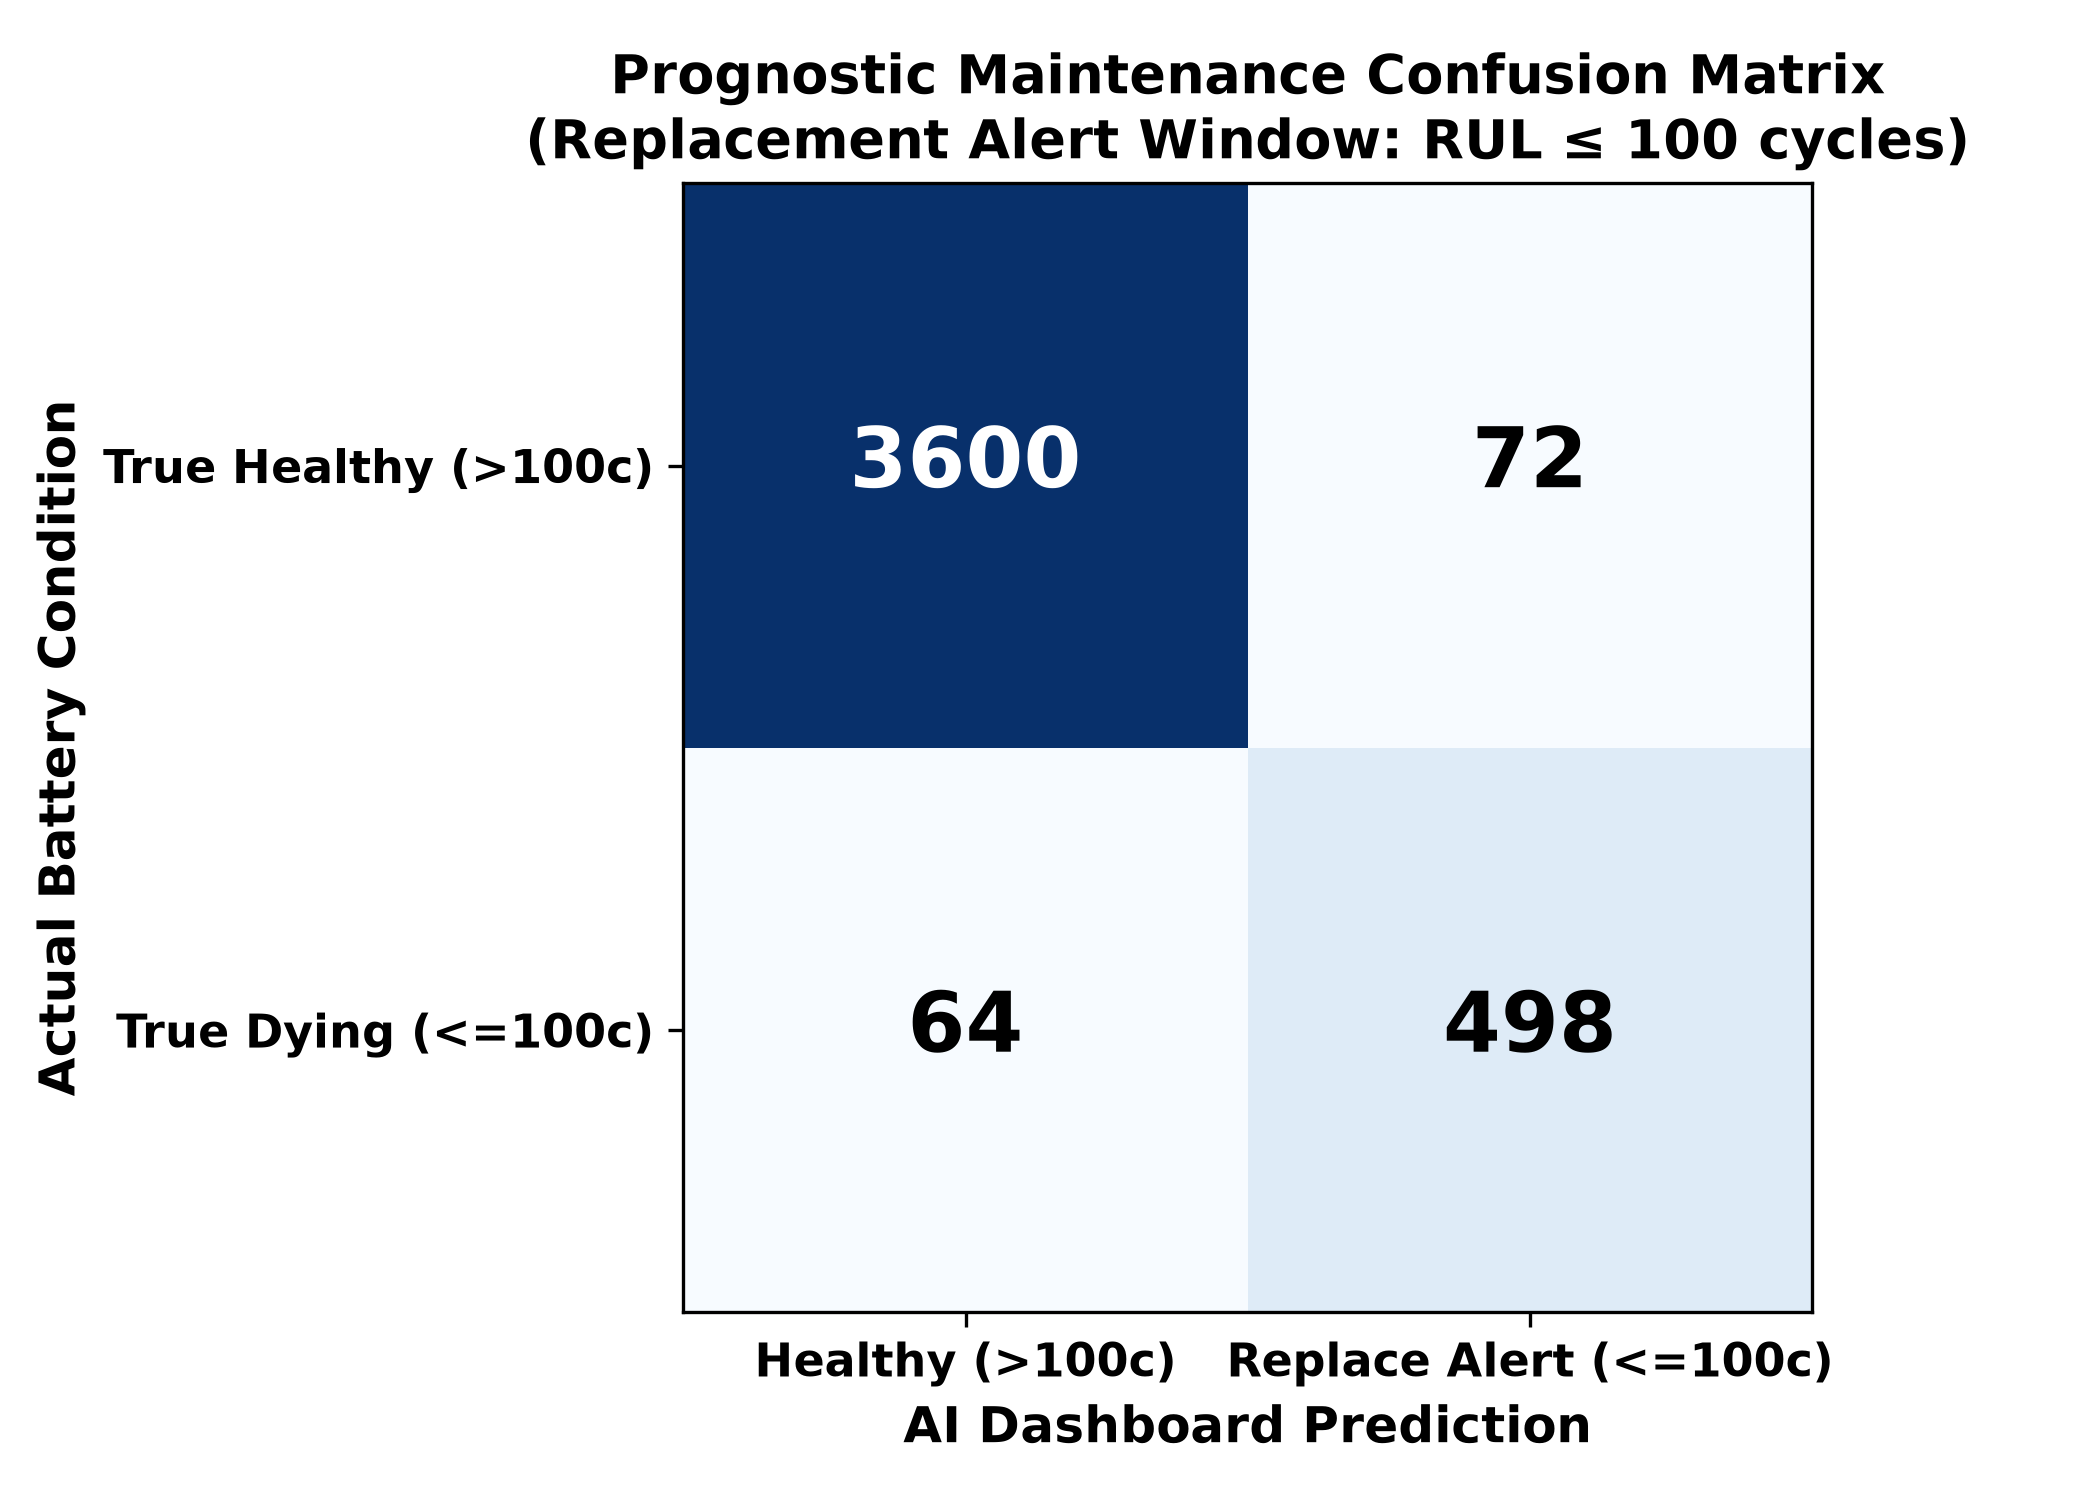 Prognostic Maintenance Confusion Matrix
(Replacement Alert Window: RUL ≤ 100 cycles)
Actual Battery Condition
True Healthy (>100c)
3600
72
True Dying (<=100c)
64
498
Healthy (>100c)
Replace Alert (<=100c)
AI Dashboard Prediction